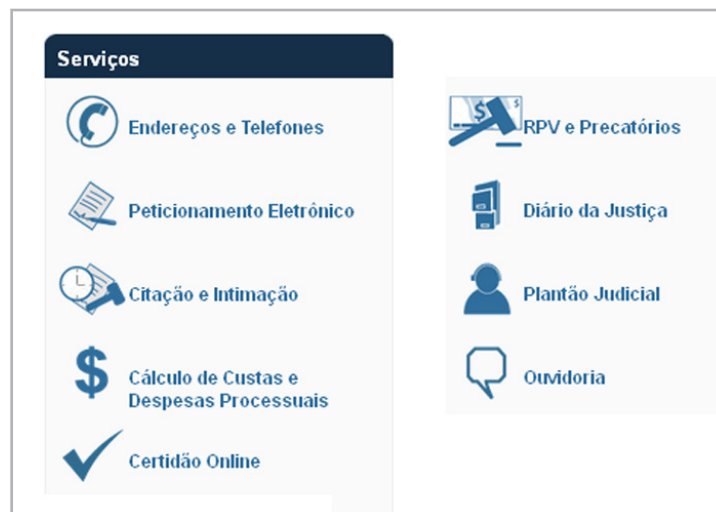 Serviços
Endereços e Telefones
Peticionamento Eletrônico
Citação e Intimação
$
Cálculo de Custas e
Despesas Processuais
Certidão Online
$ $
RPV e Precatórios
Diário da Justiça
Plantão Judicial
Ouvidoria